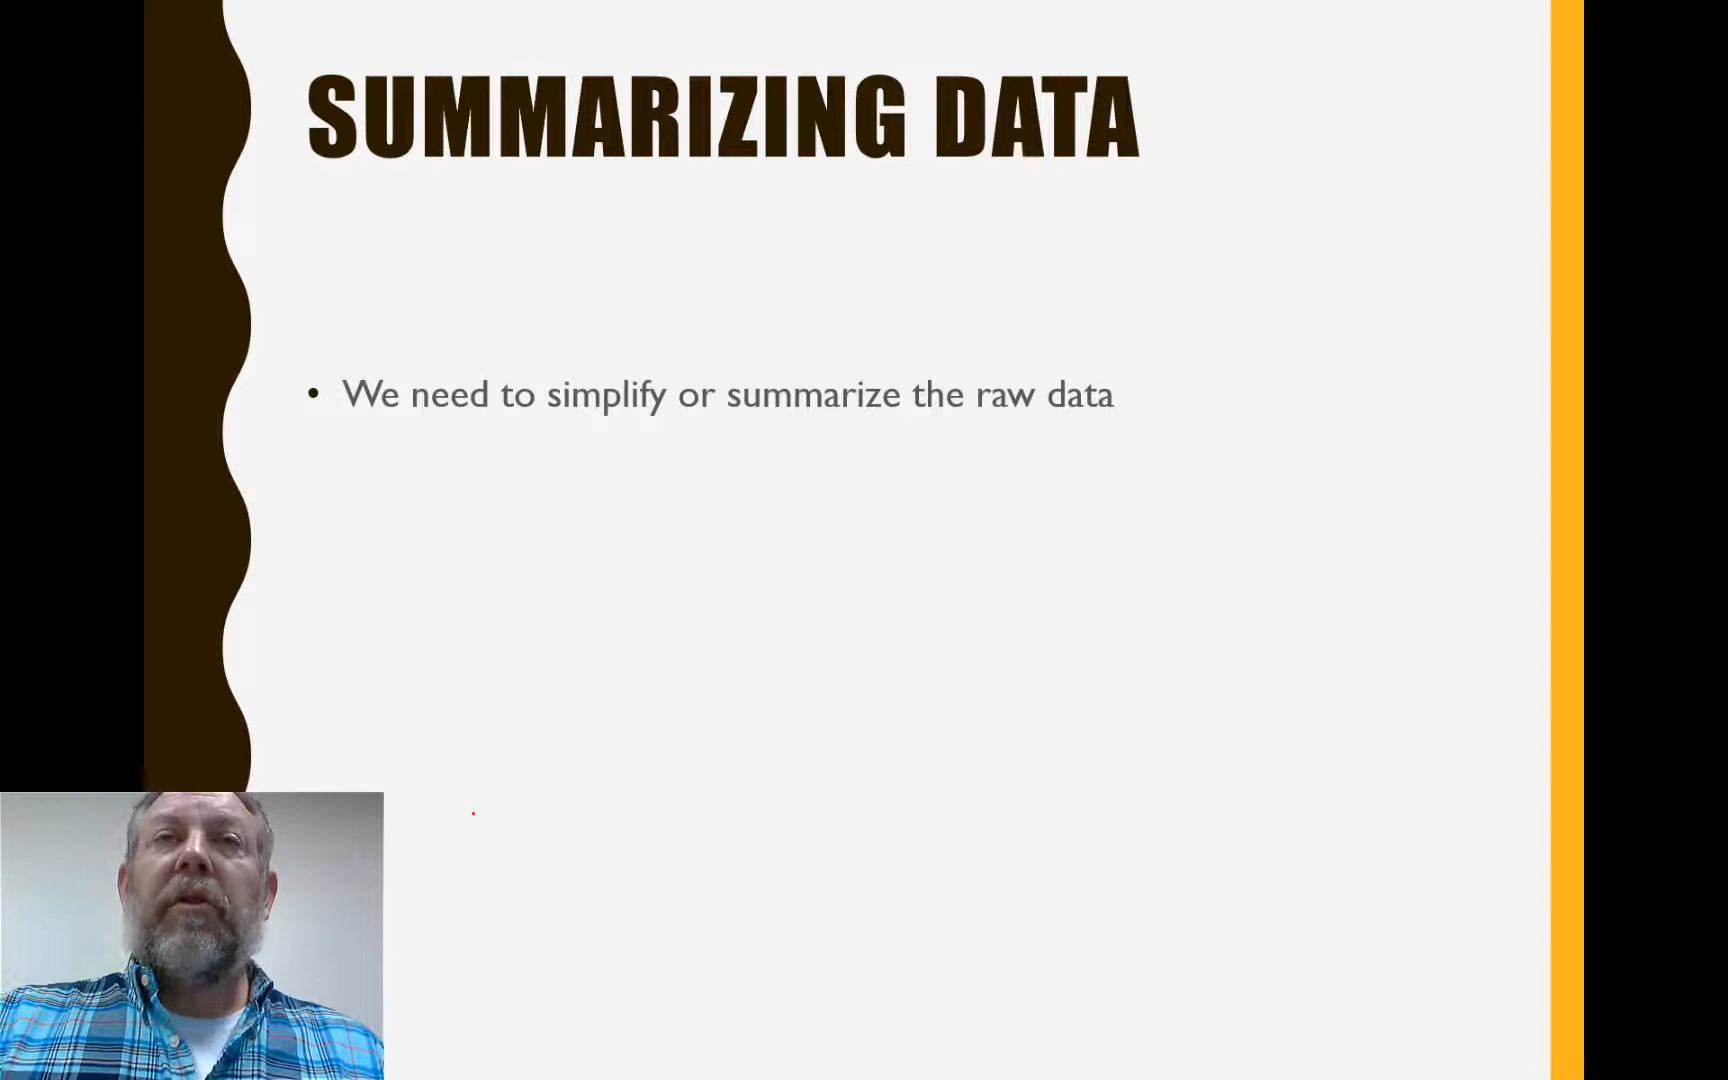 SUMMARIZING DATA
• We need to simplify or summarize the raw data